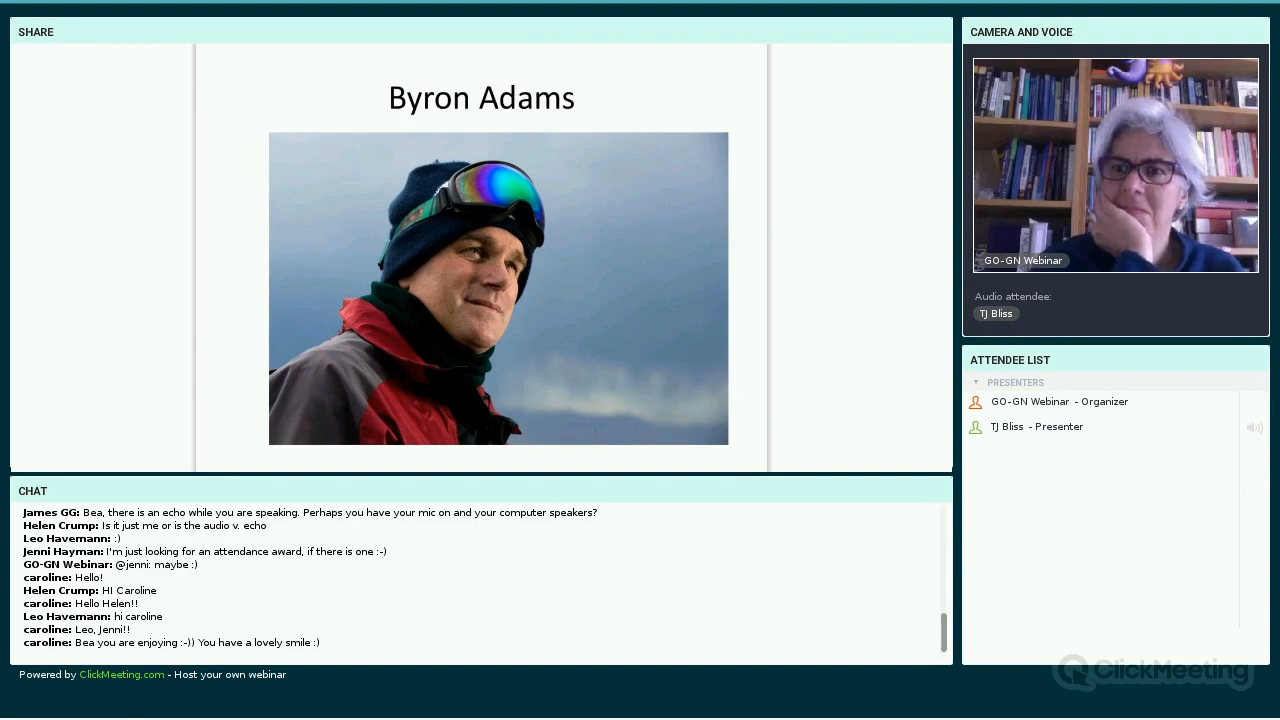 SHARE
Byron Adams
CAMERA AND VOICE
GO-GN Webinar
Audio attendee:
TJ Bliss
ATTENDEE LIST
PRESENTERS
GO-GN Webinar - Organizer
TJ Bliss - Presenter
CHAT
James GG: Bea, there is an echo while you are speaking. Perhaps you have your mic on and your computer speakers?
Helen Crump: Is it just me or is the audio v. echo
Leo Havemann: :)
Jenni Hayman: I'm just looking for an attendance award, if there is one :-)
GO-GN Webinar: @jenni: maybe :)
caroline: Hello!
Helen Crump: HI Caroline
caroline: Hello Helen!!
Leo Havemann: hi caroline
caroline: Leo, Jenni!!
caroline: Bea you are enjoying :-)) You have a lovely smile :)
Powered by ClickMeeting.com - Host your own webinar
ClickMeeting